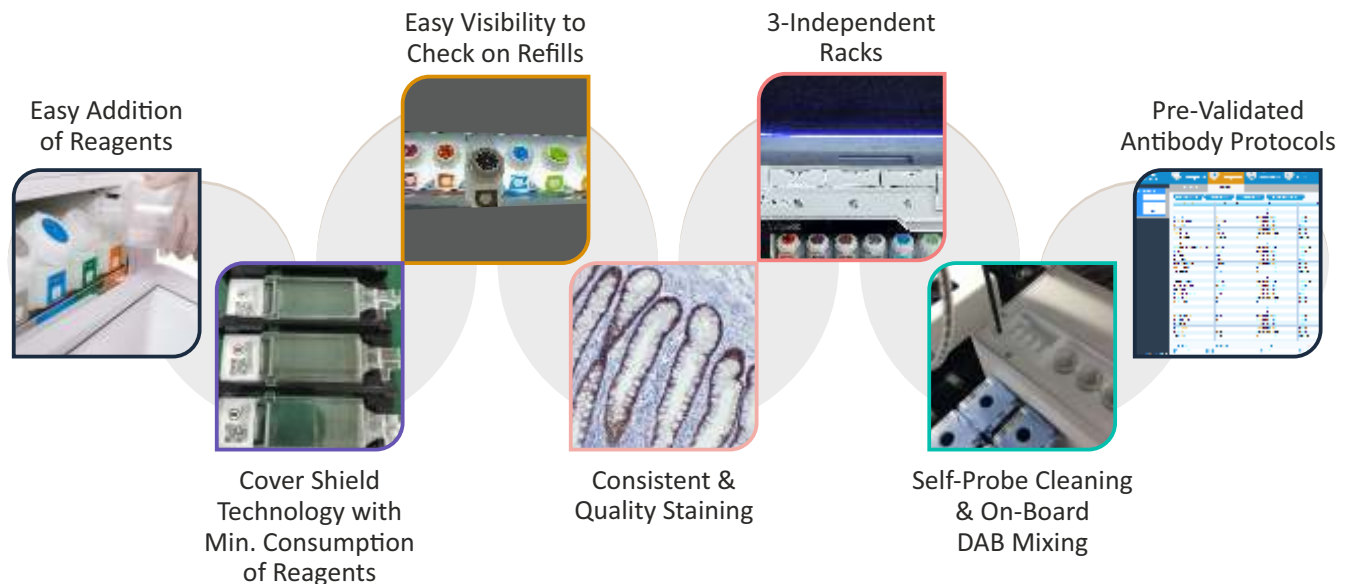 Easy Addition
of Reagents
Cover Shield
Technology with
Min. Consumption
of Reagents
Easy Visibility to
Check on Refills
Consistent &
Quality Staining
3-Independent
Racks
Self-Probe Cleaning
& On-Board
DAB Mixing
Pre-Validated
Antibody Protocols